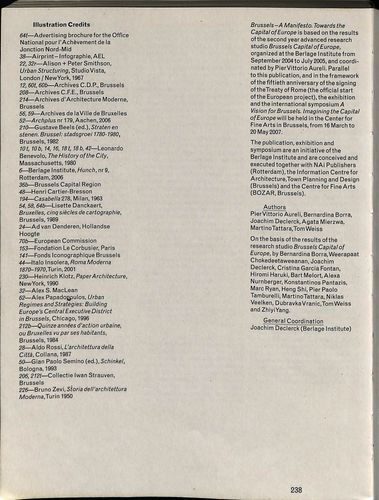 Illustration Credits
64t—Advertising brochure for the Office
National pour l'Achèvement de la
Jonction Nord-Mid
38—Airprint – Infographie, AEL
22, 32r—Alison + Peter Smithson,
Urban Structuring, Studio Vista,
London / New York, 1967
12, 60t, 60b—Archives C.D.P., Brussels
208—Archives C.F.E., Brussels
214—Archives d'Architecture Moderne,
Brussels
56, 59—Archives de la Ville de Bruxelles
53—Archplus nr 179, Aachen, 2006
210—Gustave Beels (ed.), Straten en
stenen. Brussel: stadsgroei 1780-1980,
Brussels, 1982
101, 10 b, 14, 16, 18 t, 18 b, 42—Leonardo
Benevolo, The History of the City,
Massachusetts, 1980
6—Berlage Institute, Hunch, nr 9,
Rotterdam, 2006
36b—Brussels Capital Region
48—Henri Cartier-Bresson
194—Casabella 278, Milan, 1963
54, 58, 64b—Lisette Danckaert,
Bruxelles, cinq siècles de cartographie,
Brussels, 1989
24—Ad van Denderen, Hollandse
Hoogte
70b—European Commission
153—Fondation Le Corbusier, Paris
141—Fonds Iconographique Brussels
44—Italo Insolera, Roma Moderna
1870-1970, Turin, 2001
230—Heinrich Klotz, Paper Architecture,
New York, 1990
32—Alex S. MacLean
62—Alex Papadopoulos, Urban
Regimes and Strategies: Building
Europe's Central Executive District
in Brussels, Chicago, 1996
212b—Quinze années d'action urbaine,
ou Bruxelles vu par ses habitants,
Brussels, 1984
28—Aldo Rossi, L'architettura della
Città, Collana, 1987
50—Gian Paolo Semino (ed.), Schinkel,
Bologna, 1993
206, 212t—Collectie Iwan Strauven,
Brussels
226—Bruno Zevi, Storia dell'architettura
Moderna, Turin 1950
Brussels – A Manifesto. Towards the
Capital of Europe is based on the results
of the second year advanced research
studio Brussels Capital of Europe,
organized at the Berlage Institute from
September 2004 to July 2005, and coordi-
nated by Pier Vittorio Aureli. Parallel
to this publication, and in the framework
of the fiftieth anniversary of the signing
of the Treaty of Rome (the official start
of the European project), the exhibition
and the international symposium A
Vision for Brussels. Imagining the Capital
of Europe will be held in the Center for
Fine Arts in Brussels, from 16 March to
20 May 2007.
The publication, exhibition and
symposium are an initiative of the
Berlage Institute and are conceived and
executed together with NAi Publishers
(Rotterdam), the Information Centre for
Architecture, Town Planning and Design
(Brussels) and the Centre for Fine Arts
(BOZAR, Brussels).
Authors
Pier Vittorio Aureli, Bernardina Borra,
Joachim Declerck, Agata Mierzwa,
Martino Tattara, Tom Weiss
On the basis of the results of the
research studio Brussels Capital of
Europe, by Bernardina Borra, Weerapaat
Chokedeetaweeanan, Joachim
Declerck, Cristina Garcia Fontan,
Hiromi Haruki, Bart Melort, Alexa
Nurnberger, Konstantinos Pantazis,
Marc Ryan, Heng Shi, Pier Paolo
Tamburelli, Martino Tattara, Niklas
Veelken, Dubravka Vranic, Tom Weiss
and Zhiyi Yang.
General Coordination
Joachim Declerck (Berlage Institute)
238